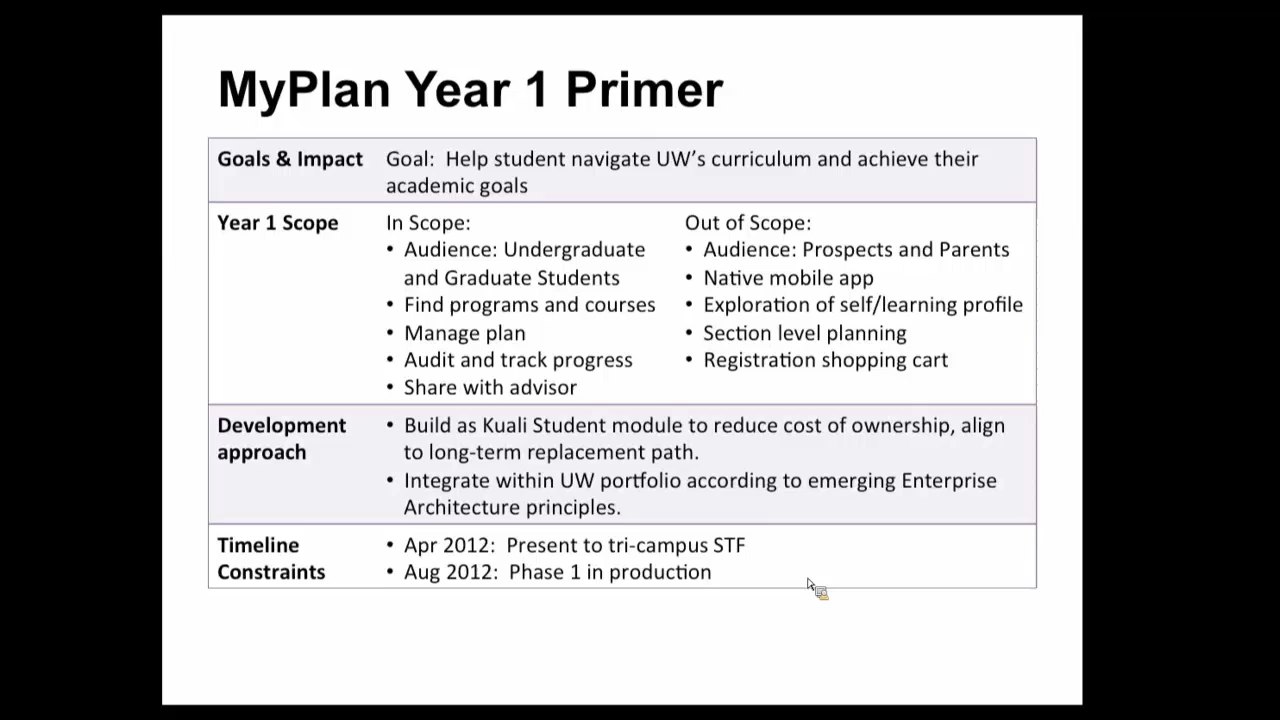 MyPlan Year 1 Primer
Goals & Impact
Goal: Help student navigate UW’s curriculum and achieve their
academic goals
Year 1 Scope
In Scope:
• Audience: Undergraduate
and Graduate Students
• Find programs and courses
• Manage plan
• Audit and track progress
• Share with advisor
Out of Scope:
• Audience: Prospects and Parents
• Native mobile app
• Exploration of self/learning profile
• Section level planning
• Registration shopping cart
Development
approach
• Build as Kuali Student module to reduce cost of ownership, align
to long-term replacement path.
• Integrate within UW portfolio according to emerging Enterprise
Architecture principles.
Timeline
Constraints
• Apr 2012: Present to tri-campus STF
• Aug 2012: Phase 1 in production